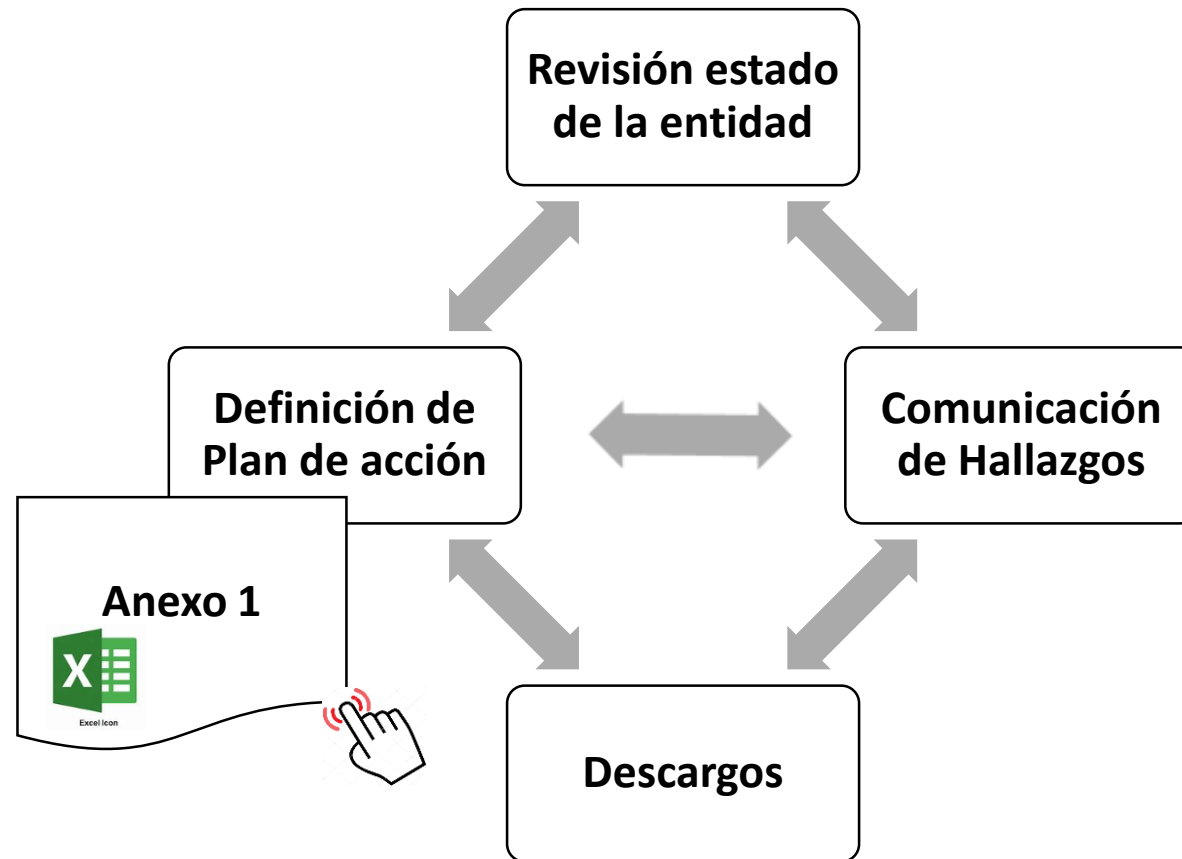 Revisión estado
de la entidad
Definición de
Plan de acción
Comunicación
de Hallazgos
Anexo 1
X
Excel Icon
Descargos